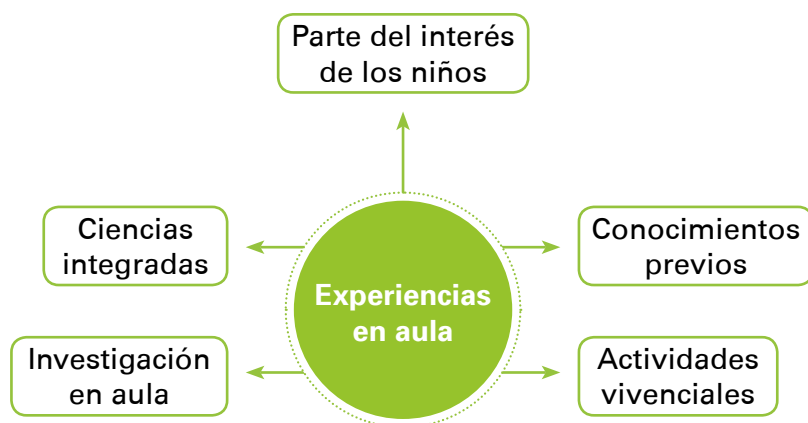 Parte del interés
de los niños
Ciencias
integradas
Conocimientos
previos
Experiencias
en aula
Investigación
en aula
Actividades
vivenciales